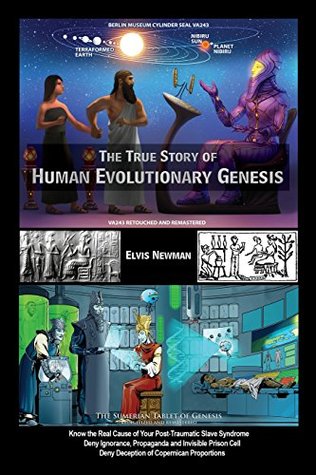 BERLIN MUSEUM CYLINDER SEAL VA243
TERRAFORMED
EARTH
NIBIRU
SUN
PLANET
NIBIRU
THE TRUE STORY OF
HUMAN EVOLUTIONARY GENESIS
VA243 RETOUCHED AND REMASTERED
ELVIS NEWMAN
THE SUMERIAN TABLET OF GENESIS
Know the Real Cause of Your Post-Traumatic Slave Syndrome
Deny Ignorance, Propaganda and Invisible Prison Cell
Deny Deception of Copernican Proportions